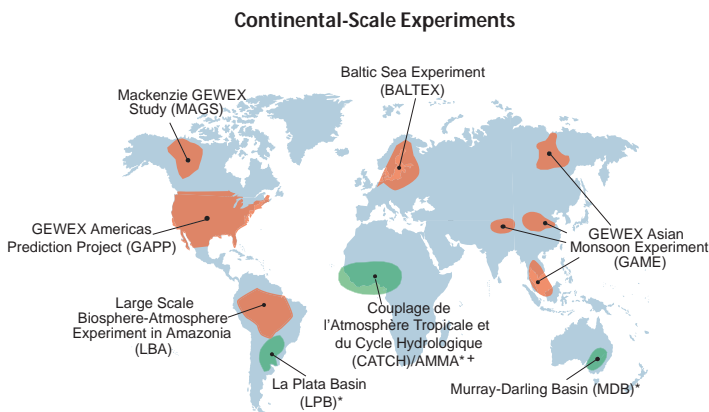 Continental-Scale Experiments
Baltic Sea Experiment
(BALTEX)
Mackenzie GEWEX
Study (MAGS)
GEWEX Americas
Prediction Project (GAPP)
GEWEX Asian
Monsoon Experiment
(GAME)
Large Scale
Biosphere-Atmosphere
Experiment in Amazonia
(LBA)
Couplage de
l'Atmosphère Tropicale et
du Cycle Hydrologique
(CATCH)/AMMA*+
La Plata Basin
(LPB)*
Murray-Darling Basin (MDB)*